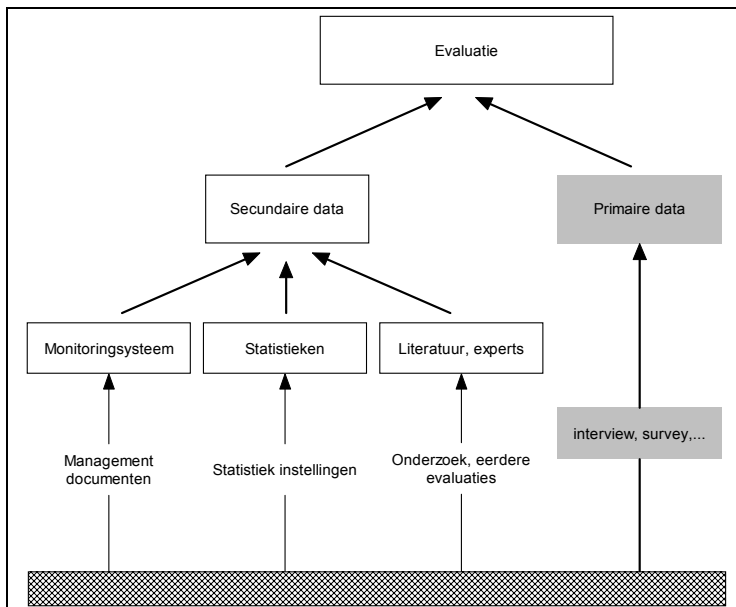 Evaluatie
Secundaire data
Primaire data
Monitoringsysteem
Statistieken
Literatuur, experts
interview, survey,...
Management
documenten
Statistiek instellingen
Onderzoek, eerdere
evaluaties